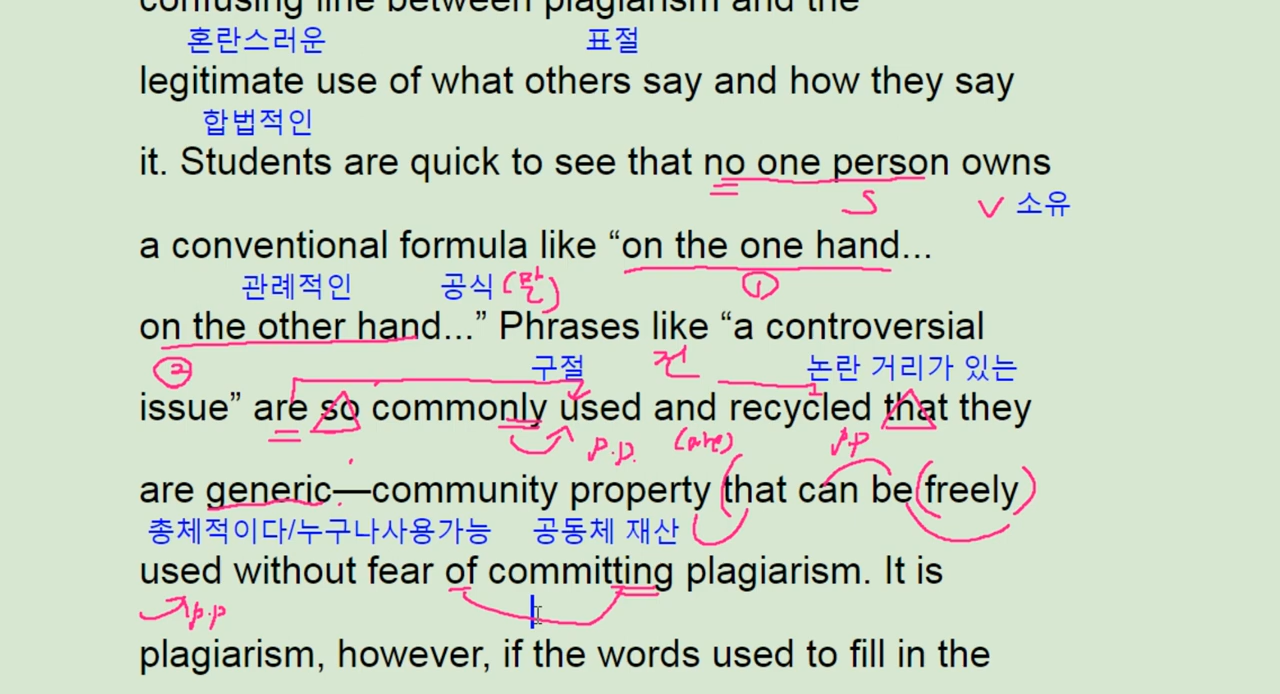 confusing line between plagiarism and the
혼란스러운 표절
legitimate use of what others say and how they say
합법적인
it. Students are quick to see that no one person owns
S V 소유
a conventional formula like “on the one hand...
관례적인 공식 (말) ①
on the other hand...” Phrases like “a controversial
② 구절 전 논란 거리가 있는
issue” are so commonly used and recycled that they
p.p. (are) pp
are generic—community property (that can be (freely)
총체적이다/누구나사용가능 공동체 재산
used without fear of committing plagiarism. It is
p.p
plagiarism, however, if the words used to fill in the